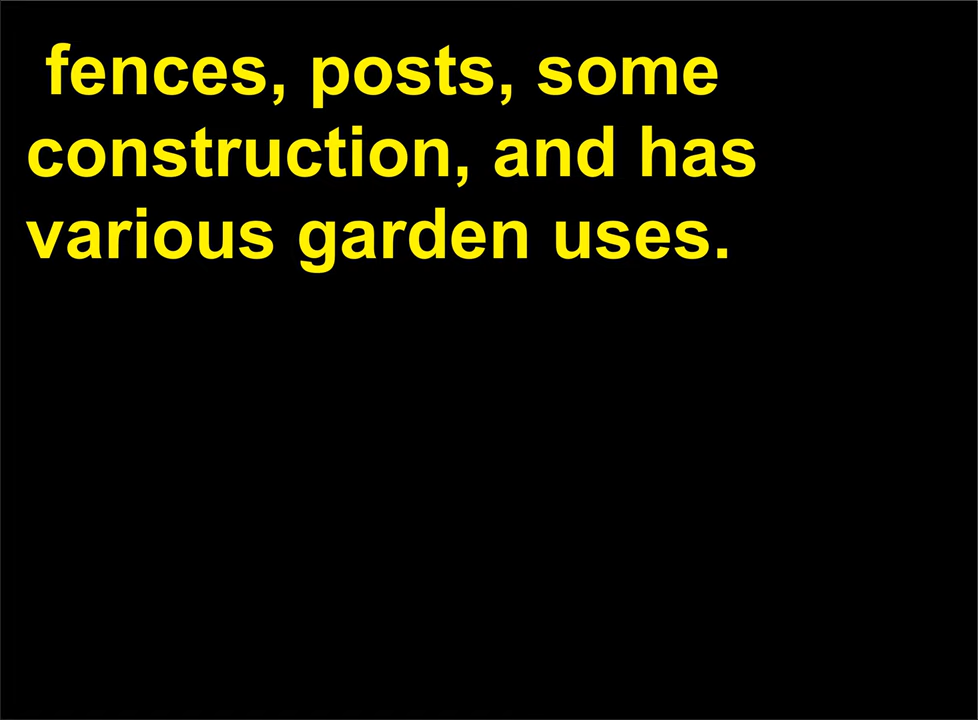 fences, posts, some
construction, and has
various garden uses.